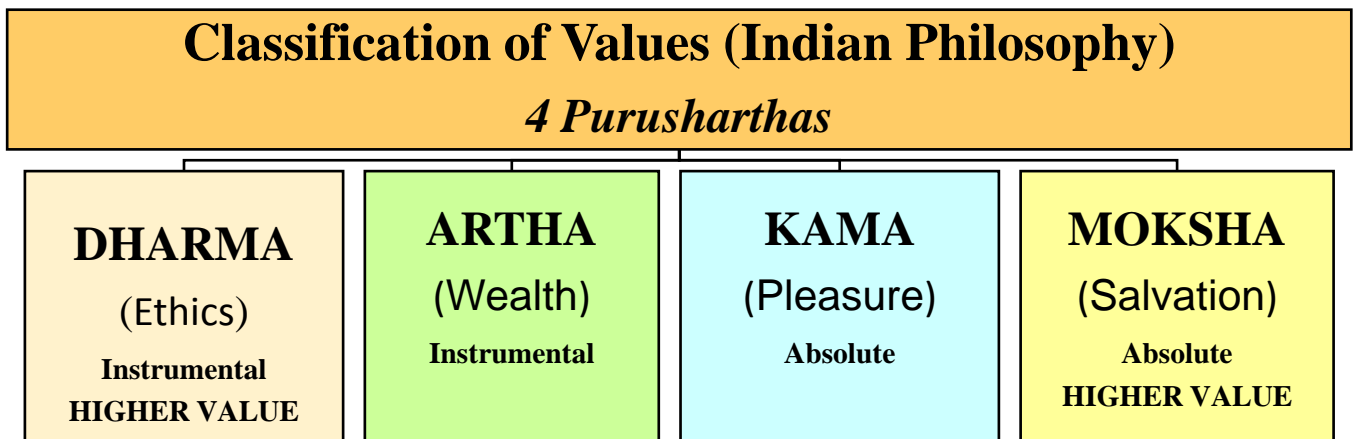 Classification of Values (Indian Philosophy)
4 Purusharthas
DHARMA
(Ethics)
Instrumental
HIGHER VALUE
ARTHA
(Wealth)
Instrumental
KAMA
(Pleasure)
Absolute
MOKSHA
(Salvation)
Absolute
HIGHER VALUE